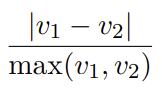 |v₁ − v₂|
max(v₁, v₂)